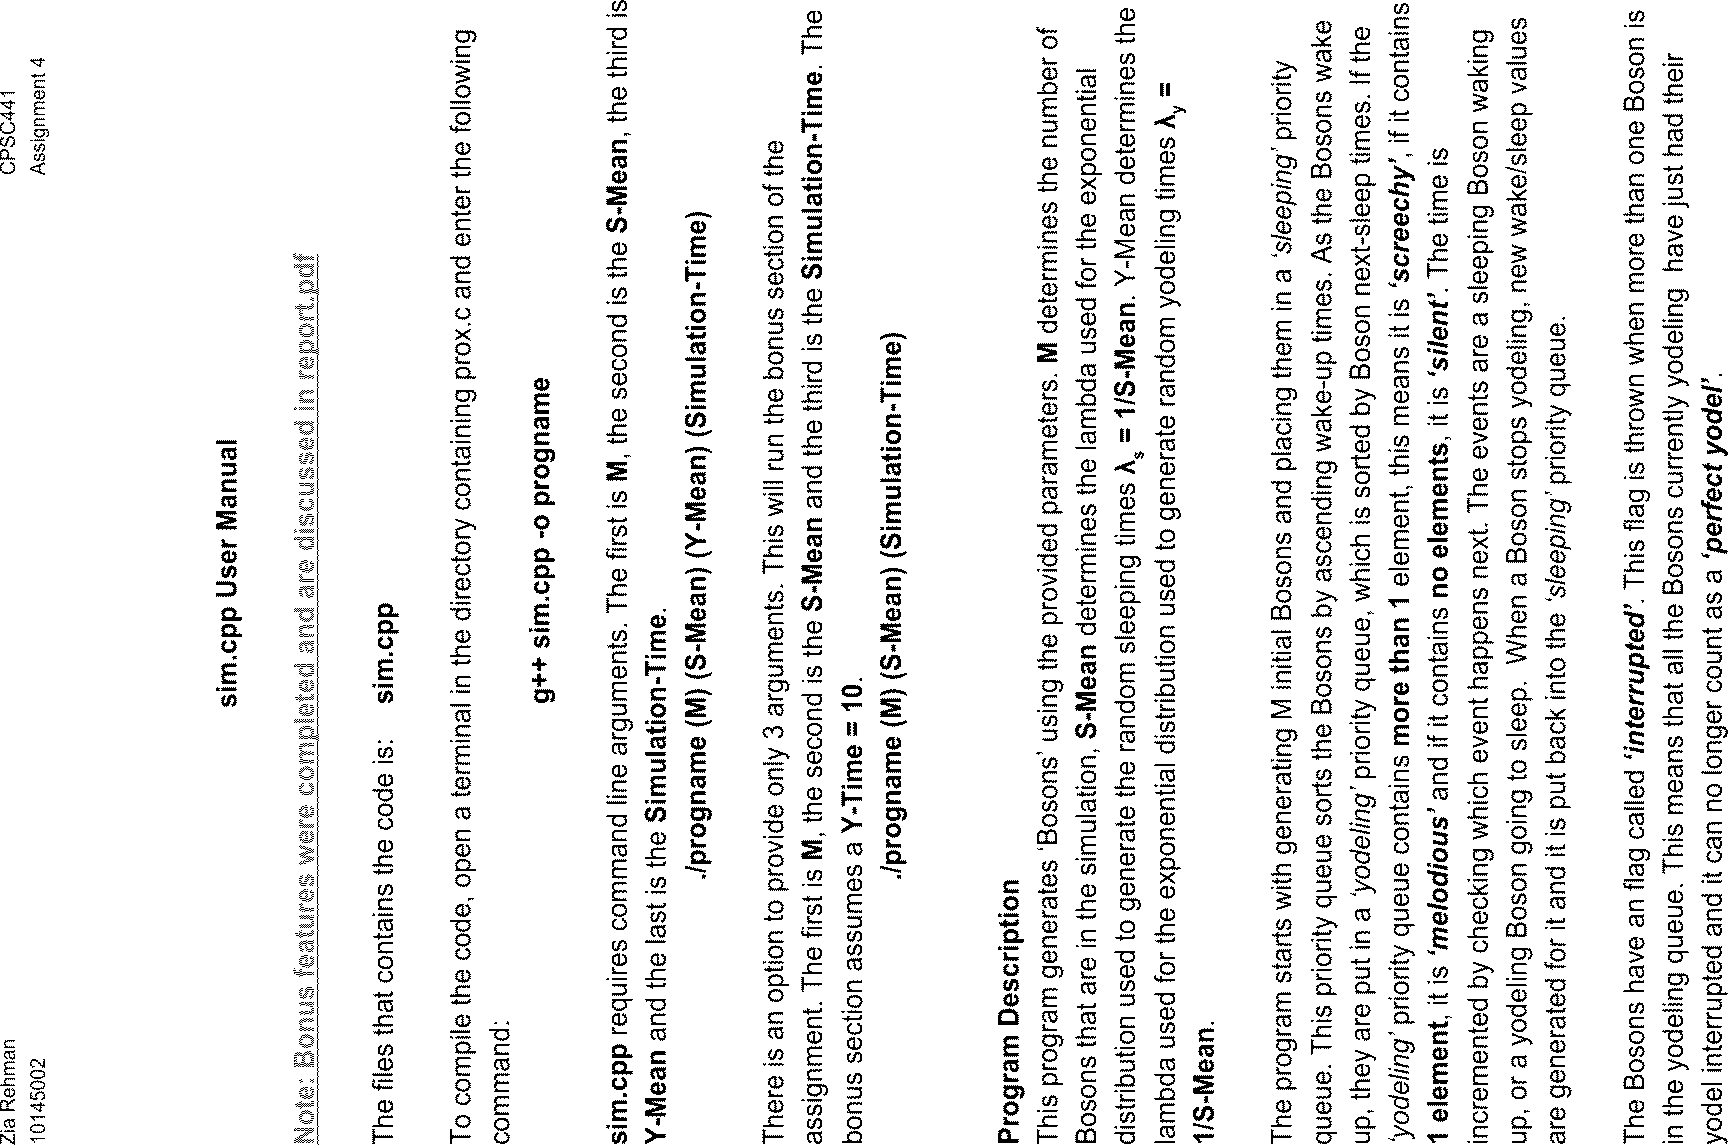 Zia Rehman CPSC441
10145002 Assignment 4
sim.cpp User Manual
Note: Bonus features were completed and are discussed in report.pdf
The files that contains the code is: sim.cpp
To compile the code, open a terminal in the directory containing prox.c and enter the following
command:
g++ sim.cpp -o progname
sim.cpp requires command line arguments. The first is M, the second is the S-Mean, the third is
Y-Mean and the last is the Simulation-Time.
./progname (M) (S-Mean) (Y-Mean) (Simulation-Time)
There is an option to provide only 3 arguments. This will run the bonus section of the
assignment. The first is M, the second is the S-Mean and the third is the Simulation-Time. The
bonus section assumes a Y-Time = 10.
./progname (M) (S-Mean) (Simulation-Time)
Program Description
This program generates 'Bosons' using the provided parameters. M determines the number of
Bosons that are in the simulation, S-Mean determines the lambda used for the exponential
distribution used to generate the random sleeping times λs = 1/S-Mean. Y-Mean determines the
lambda used for the exponential distribution used to generate random yodeling times λy =
1/S-Mean.
The program starts with generating M initial Bosons and placing them in a 'sleeping' priority
queue. This priority queue sorts the Bosons by ascending wake-up times. As the Bosons wake
up, they are put in a 'yodeling' priority queue, which is sorted by Boson next-sleep times. If the
'yodeling' priority queue contains more than 1 element, this means it is 'screechy', if it contains
1 element, it is 'melodious' and if it contains no elements, it is 'silent'. The time is
incremented by checking which event happens next. The events are a sleeping Boson waking
up, or a yodeling Boson going to sleep. When a Boson stops yodeling, new wake/sleep values
are generated for it and it is put back into the 'sleeping' priority queue.
The Bosons have an flag called 'interrupted'. This flag is thrown when more than one Boson is
in the yodeling queue. This means that all the Bosons currently yodeling have just had their
yodel interrupted and it can no longer count as a 'perfect yodel'.